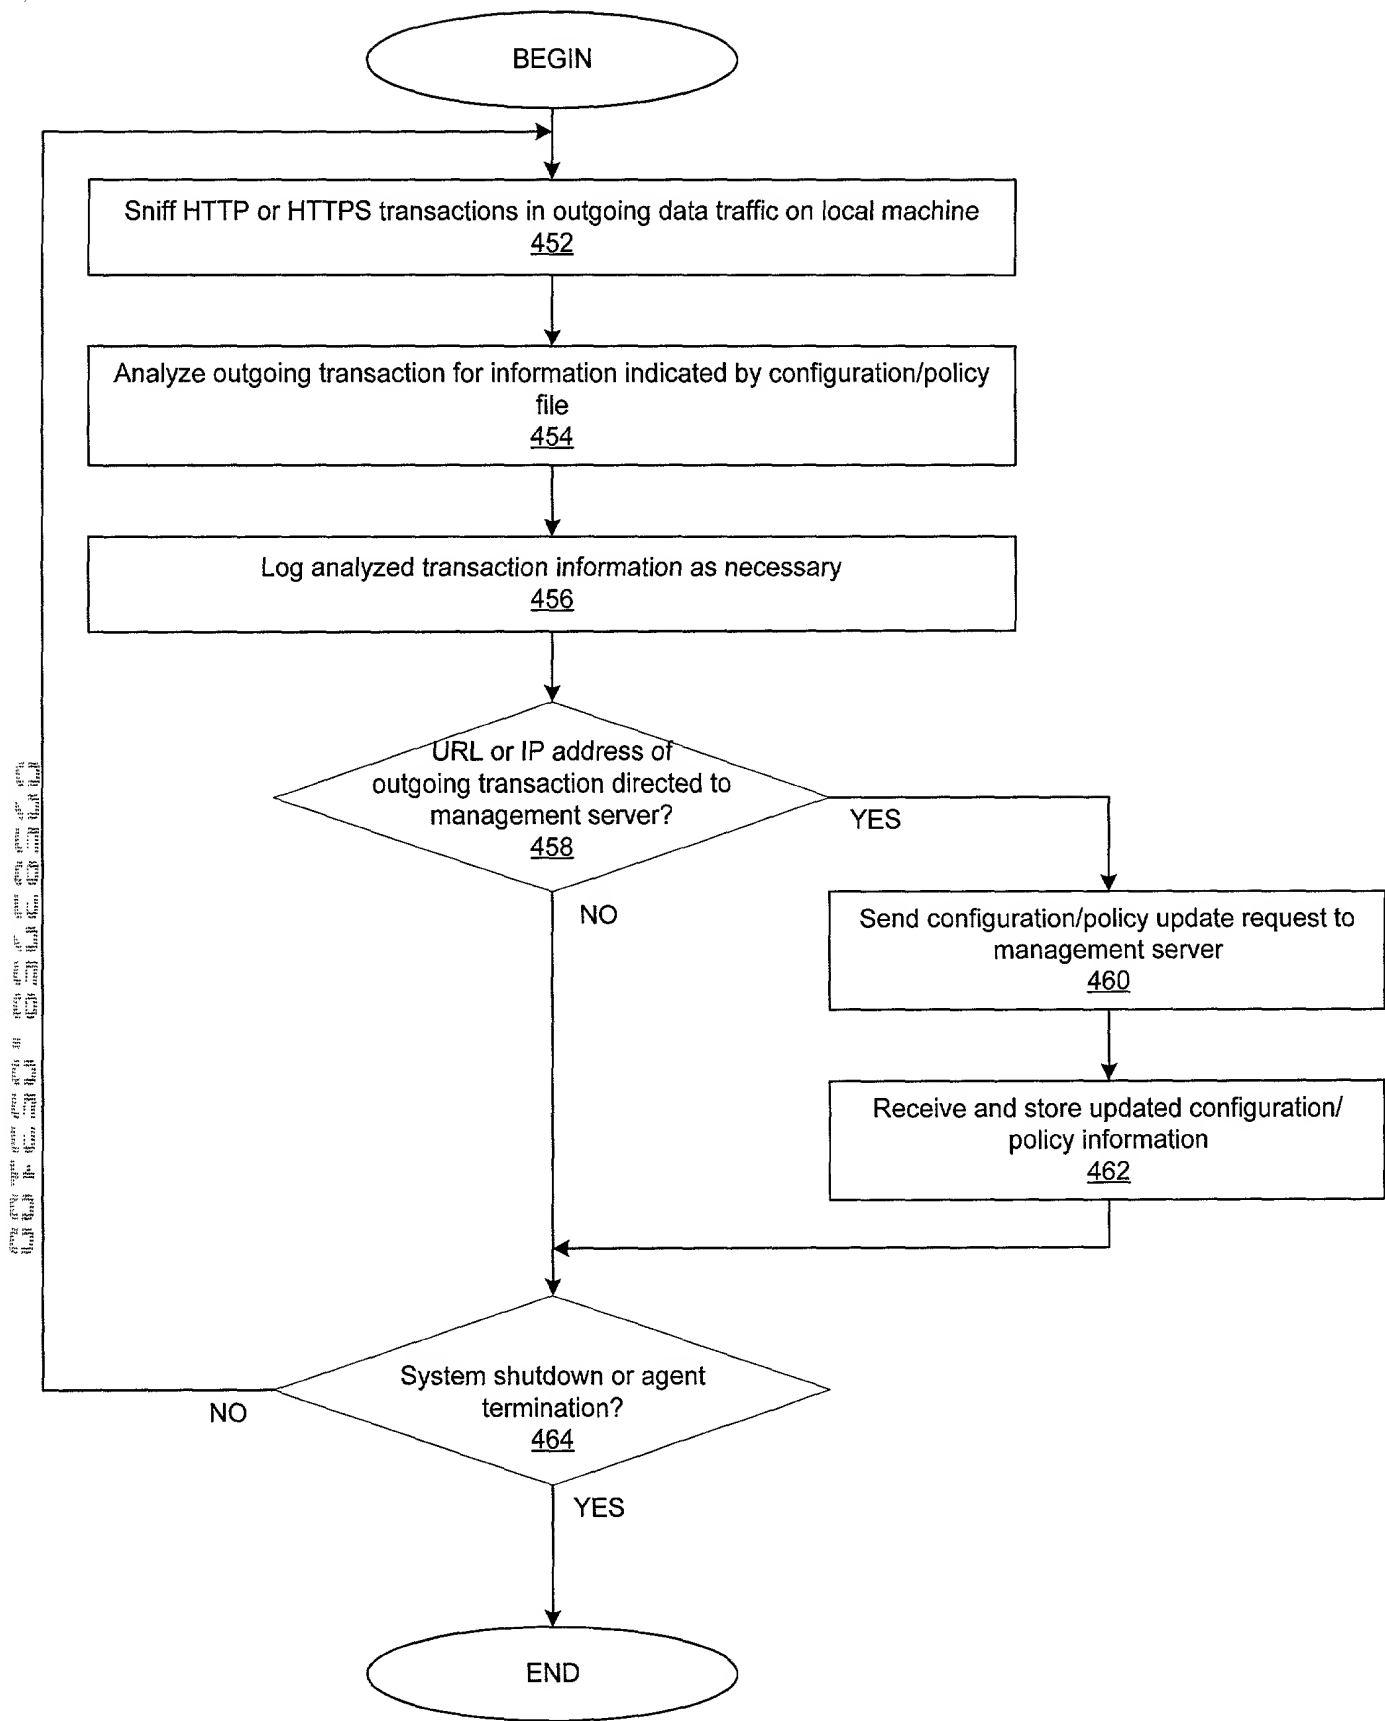 BEGIN
Sniff HTTP or HTTPS transactions in outgoing data traffic on local machine
452
Analyze outgoing transaction for information indicated by configuration/policy
file
454
Log analyzed transaction information as necessary
456
URL or IP address of
outgoing transaction directed to
management server?
458
YES
NO
Send configuration/policy update request to
management server
460
Receive and store updated configuration/
policy information
462
System shutdown or agent
termination?
464
NO
YES
END